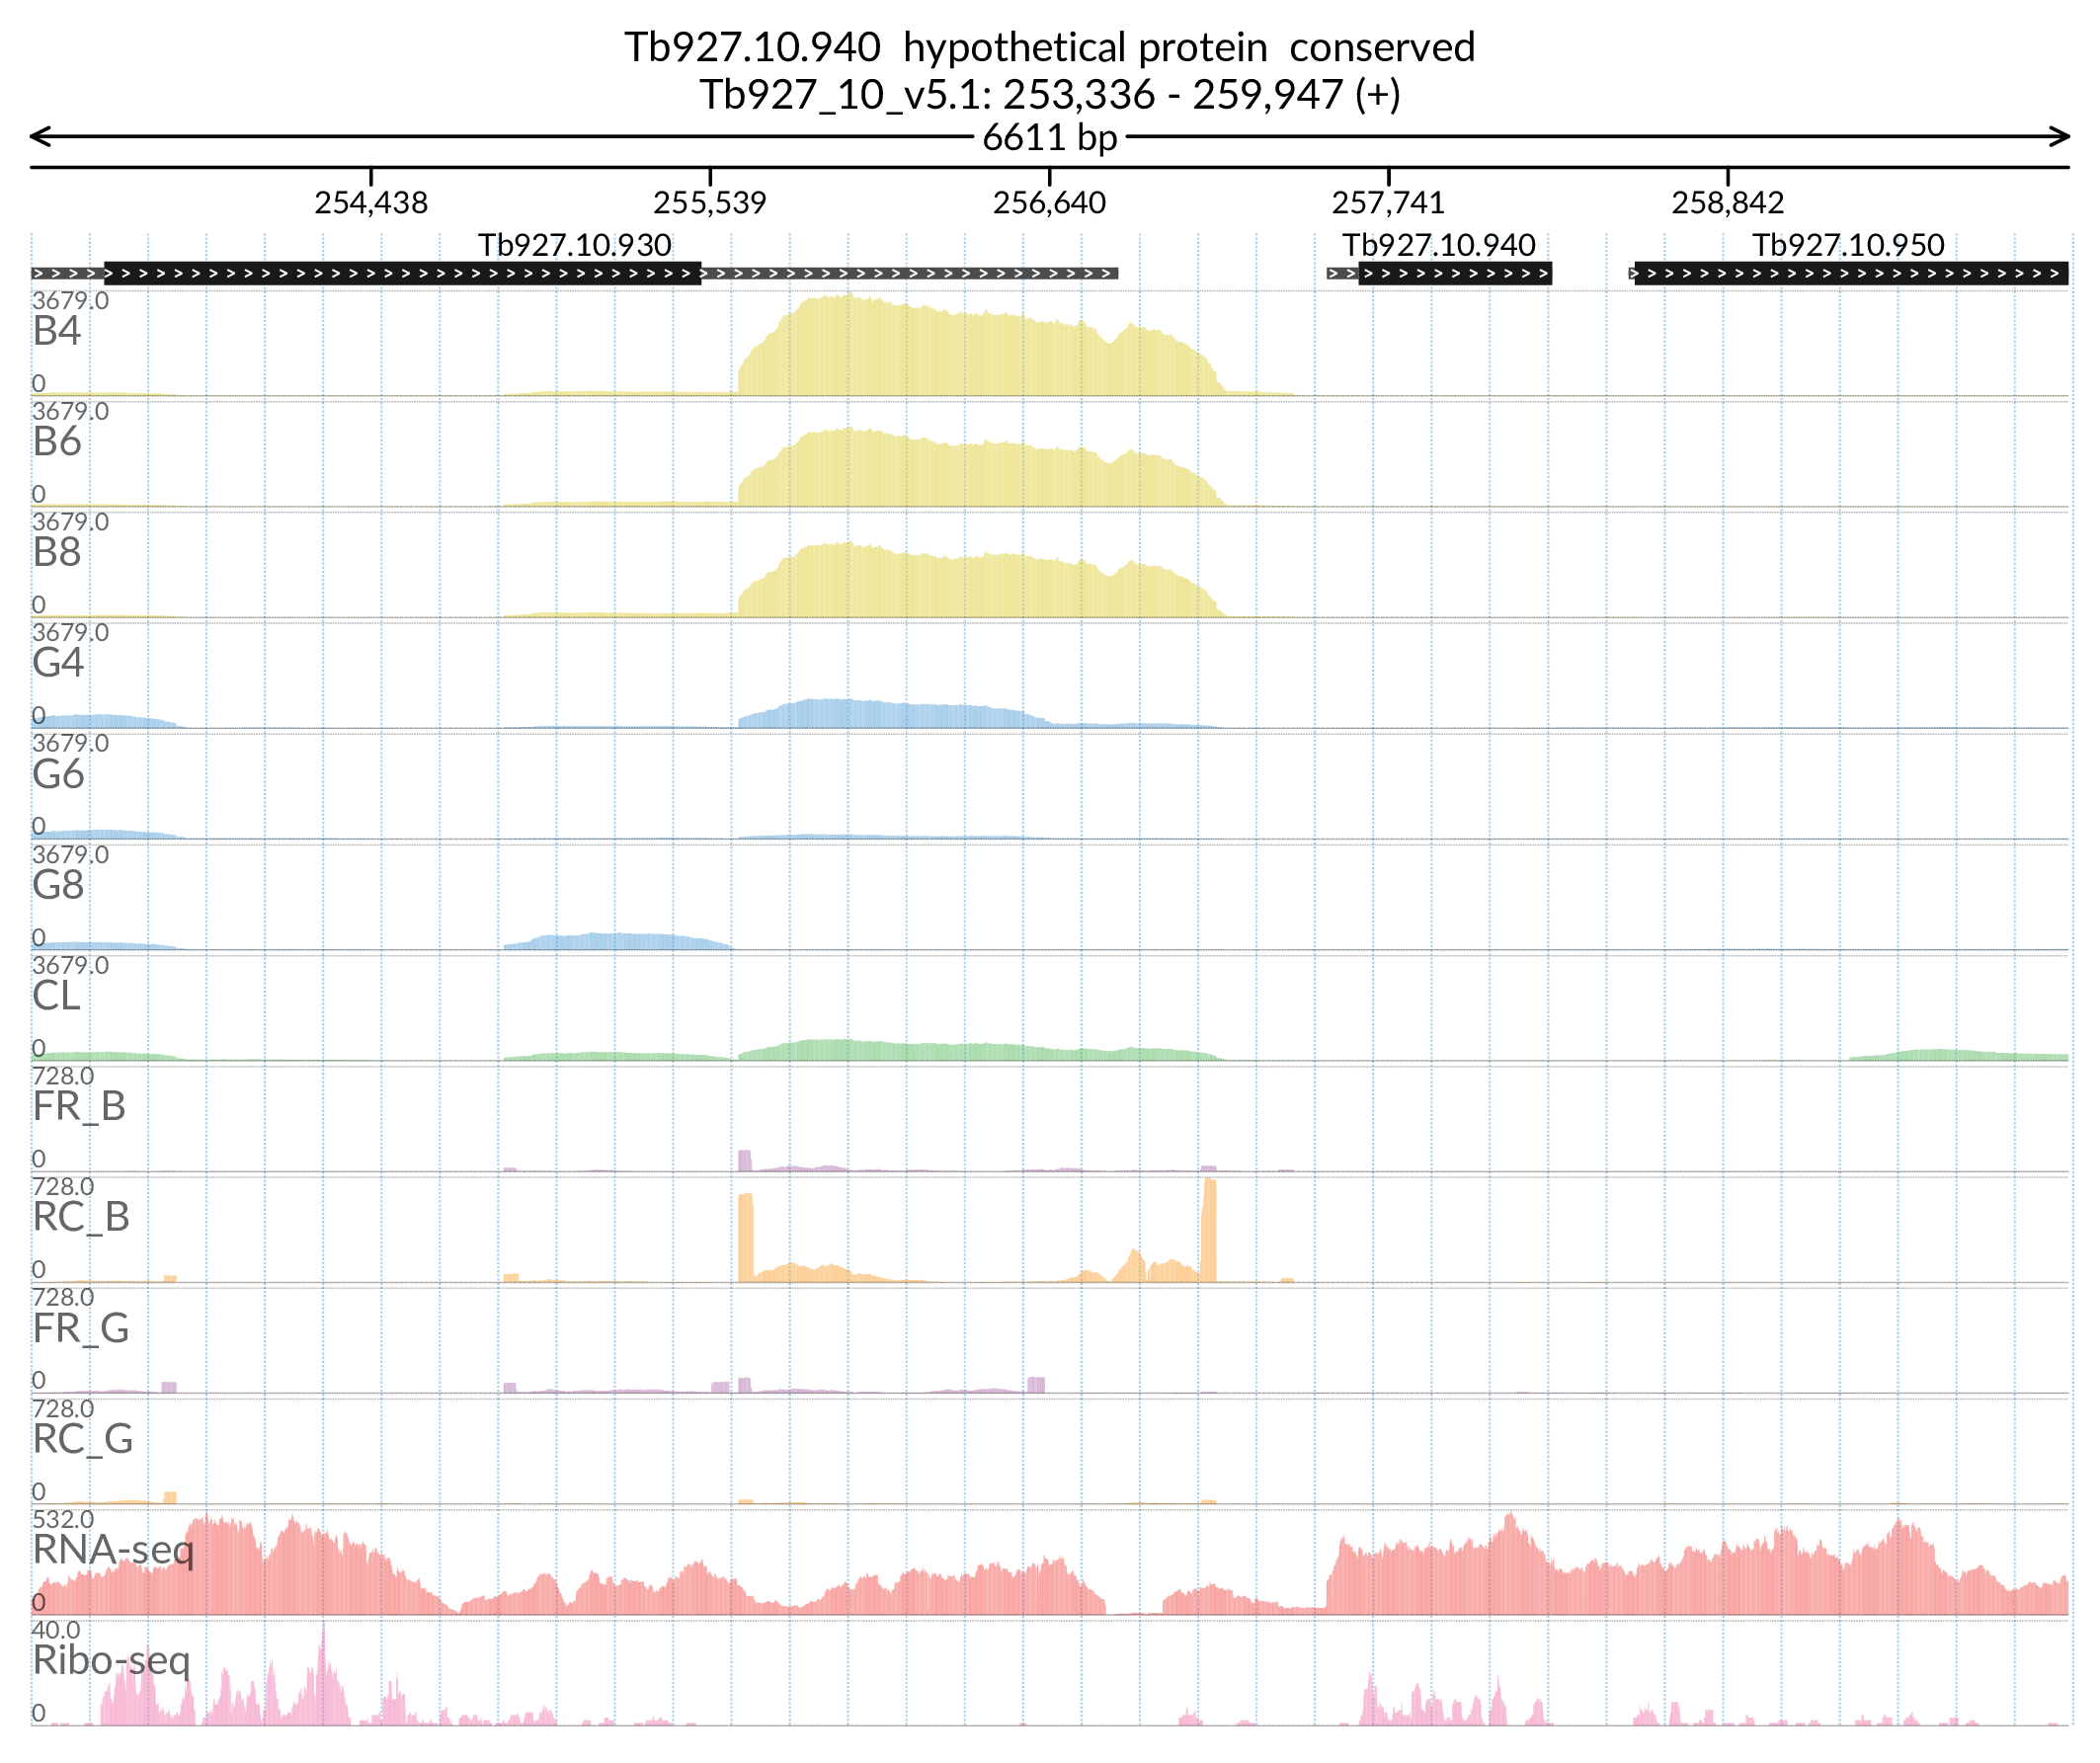 Tb927.10.940  hypothetical protein  conserved
Tb927_10_v5.1: 253,336 - 259,947 (+)
6611 bp
254,438 255,539 256,640 257,741 258,842
Tb927.10.930 Tb927.10.940 Tb927.10.950
3679.0
B4
0
3679.0
B6
0
3679.0
B8
0
3679.0
G4
0
3679.0
G6
0
3679.0
G8
0
3679.0
CL
0
728.0
FR_B
0
728.0
RC_B
0
728.0
FR_G
0
728.0
RC_G
0
532.0
RNA-seq
0
40.0
Ribo-seq
0